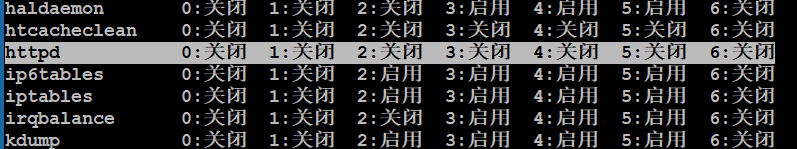 haldaemon 0:关闭 1:关闭 2:关闭 3:启用 4:启用 5:启用 6:关闭
htcacheclean 0:关闭 1:关闭 2:关闭 3:关闭 4:关闭 5:关闭 6:关闭
httpd 0:关闭 1:关闭 2:关闭 3:关闭 4:关闭 5:关闭 6:关闭
ip6tables 0:关闭 1:关闭 2:启用 3:启用 4:启用 5:启用 6:关闭
iptables 0:关闭 1:关闭 2:启用 3:启用 4:启用 5:启用 6:关闭
irqbalance 0:关闭 1:关闭 2:关闭 3:启用 4:启用 5:启用 6:关闭
kdump 0:关闭 1:关闭 2:启用 3:启用 4:启用 5:启用 6:关闭